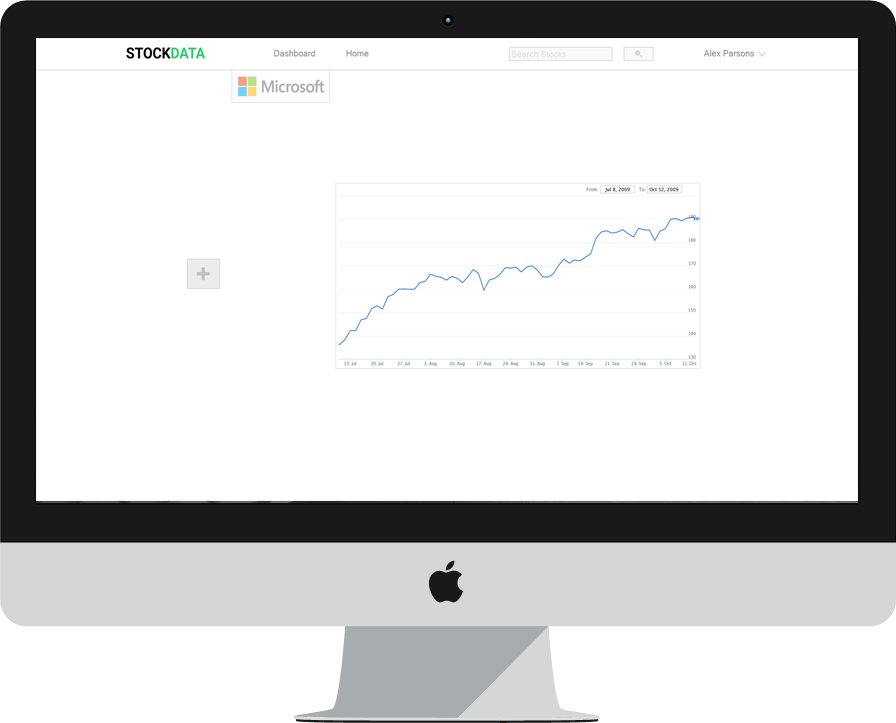 STOCKDATA Dashboard Home Search Stocks Alex Parsons
Microsoft
From Jul 8, 2009 To Oct 12, 2009
190
180
170
160
150
140
130
13. Jul 20. Jul 27. Jul 3. Aug 10. Aug 17. Aug 24. Aug 31. Aug 7. Sep 14. Sep 21. Sep 28. Sep 5. Oct 12. Oct